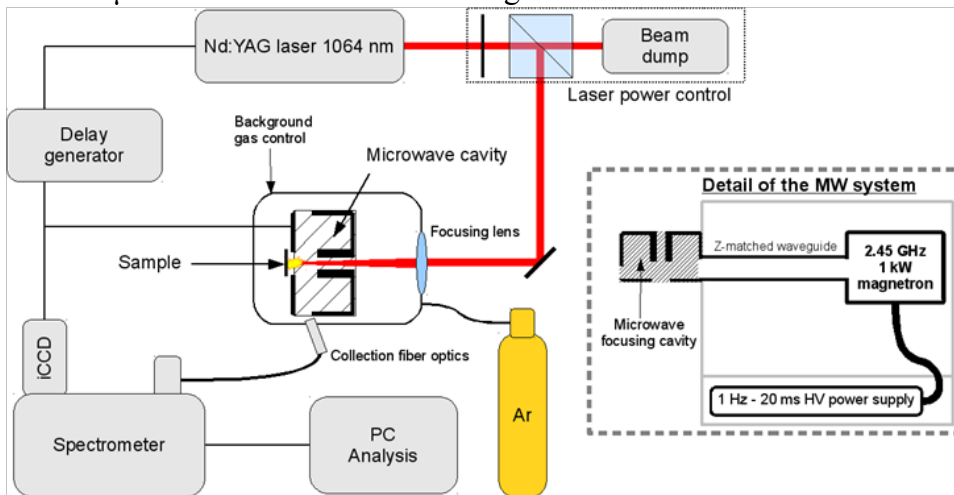 Nd:YAG laser 1064 nm
Beam
dump
Laser power control
Delay
generator
Background
gas control
Microwave cavity
Focusing lens
Sample
Collection fiber optics
iCCD
Spectrometer
PC
Analysis
Ar
Detail of the MW system
Z-matched waveguide
2.45 GHz
1 kW
magnetron
Microwave
focusing cavity
1 Hz - 20 ms HV power supply